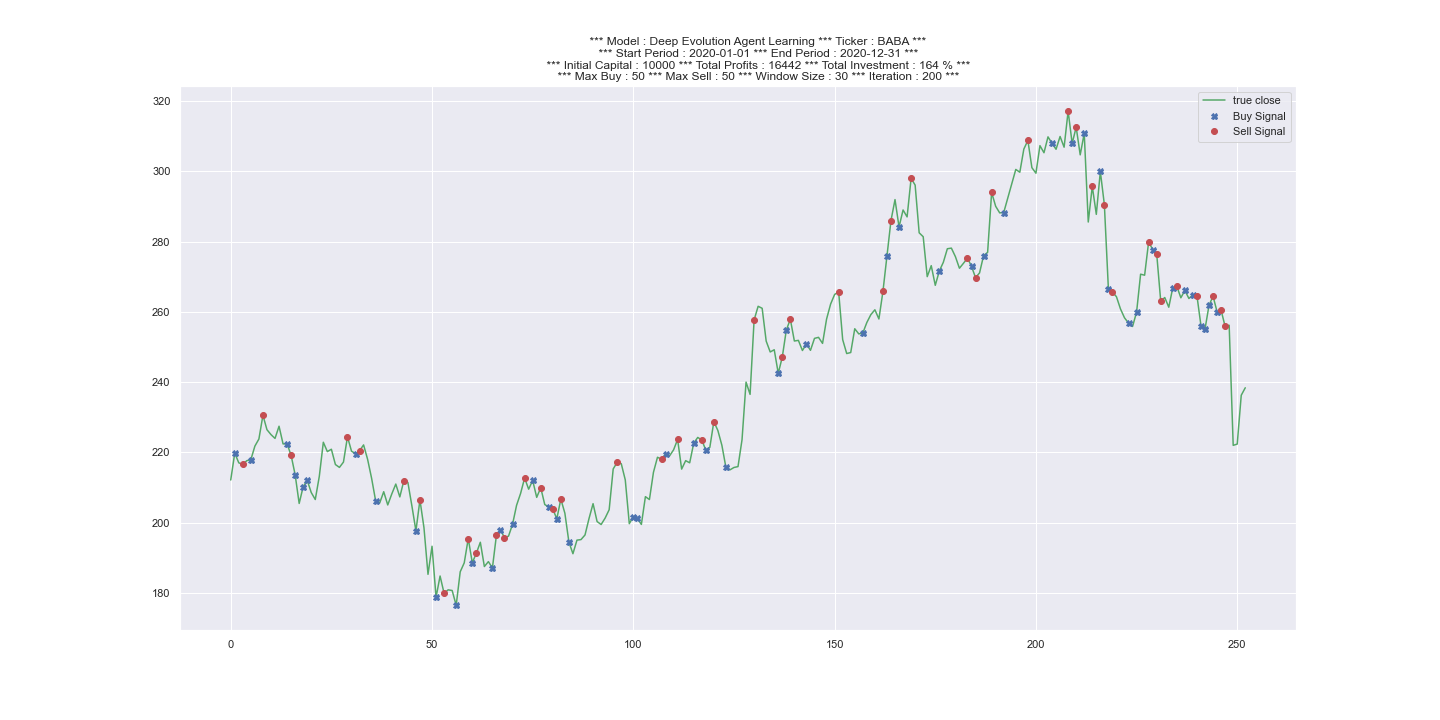 *** Model : Deep Evolution Agent Learning *** Ticker : BABA ***
*** Start Period : 2020-01-01 *** End Period : 2020-12-31 ***
*** Initial Capital : 10000 *** Total Profits : 16442 *** Total Investment : 164 % ***
*** Max Buy : 50 *** Max Sell : 50 *** Window Size : 30 *** Iteration : 200 ***
true close
Buy Signal
Sell Signal
320
300
280
260
240
220
200
180
0 50 100 150 200 250